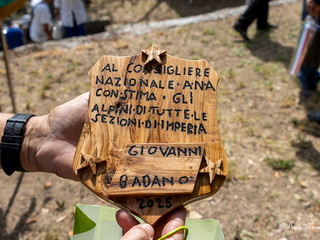 AL CONSIGLIERE
NAZIONALE·ANA
CON·STIMA·GLI
ALPINI·DI·TUTTE·LE
SEZIONI·DI·IMPERIA
GIOVANNI
BADANO
2025